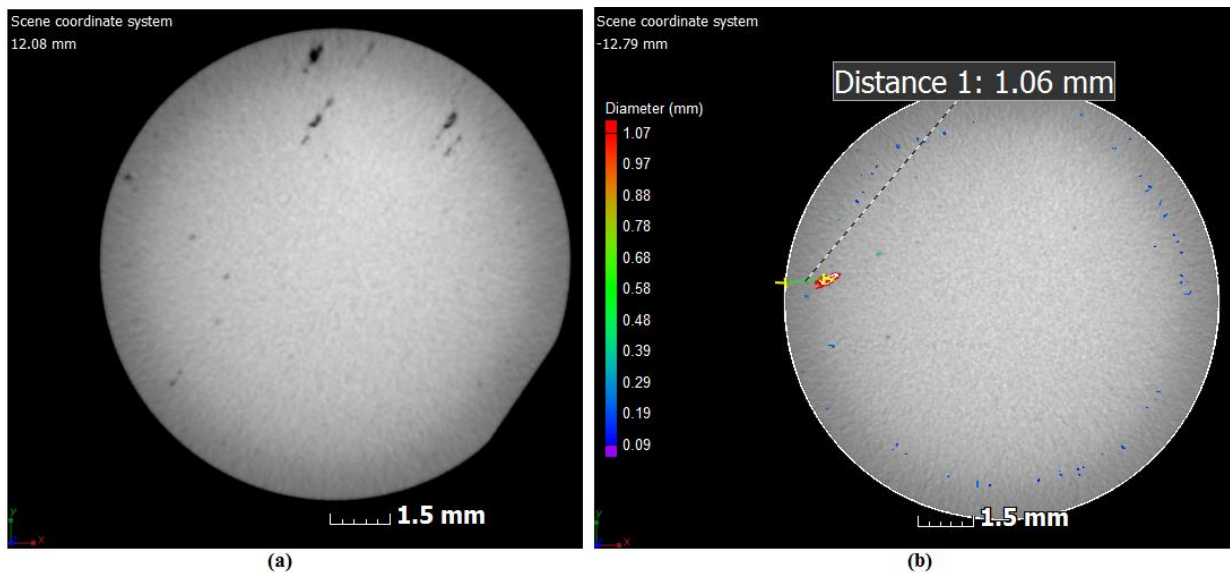 Scene coordinate system
12.08 mm
1.5 mm
Y
X
(a)
Scene coordinate system
-12.79 mm
Distance 1: 1.06 mm
Diameter (mm)
1.07
0.97
0.88
0.78
0.68
0.58
0.48
0.39
0.29
0.19
0.09
1.5 mm
Y
X
(b)